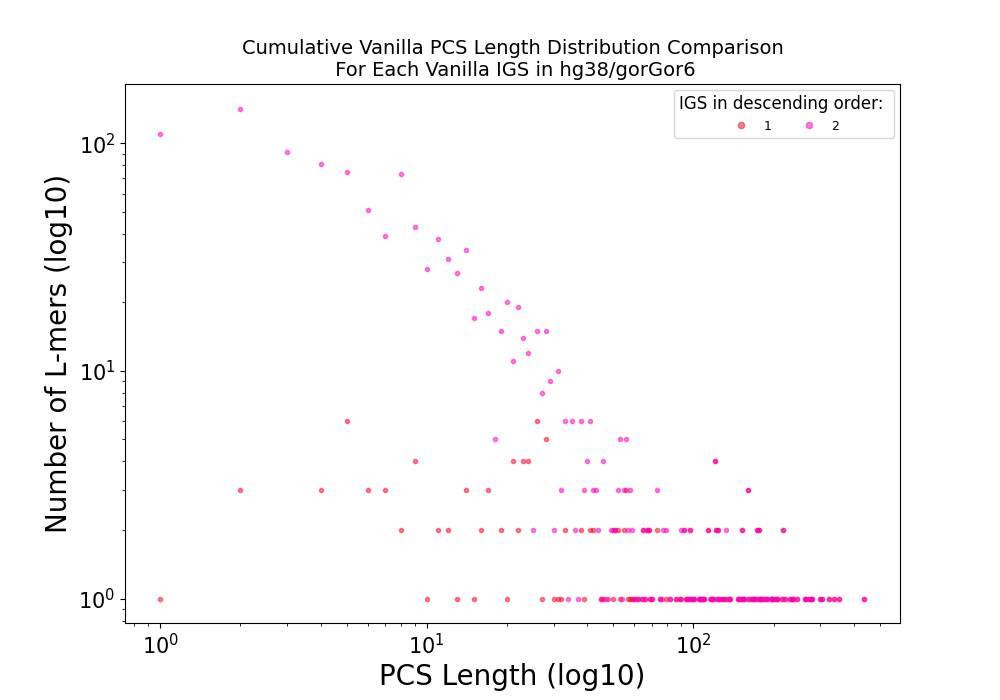 Cumulative Vanilla PCS Length Distribution Comparison
For Each Vanilla IGS in hg38/gorGor6
IGS in descending order:
1 2
Number of L-mers (log10)
10²
10¹
10⁰
10⁰ 10¹ 10²
PCS Length (log10)